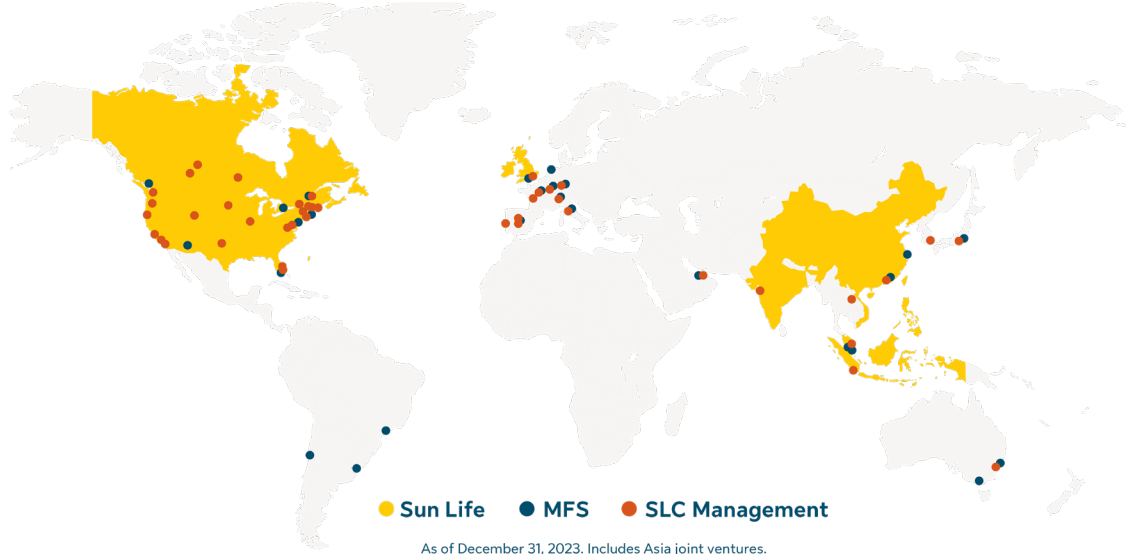 Sun Life MFS SLC Management
As of December 31, 2023. Includes Asia joint ventures.